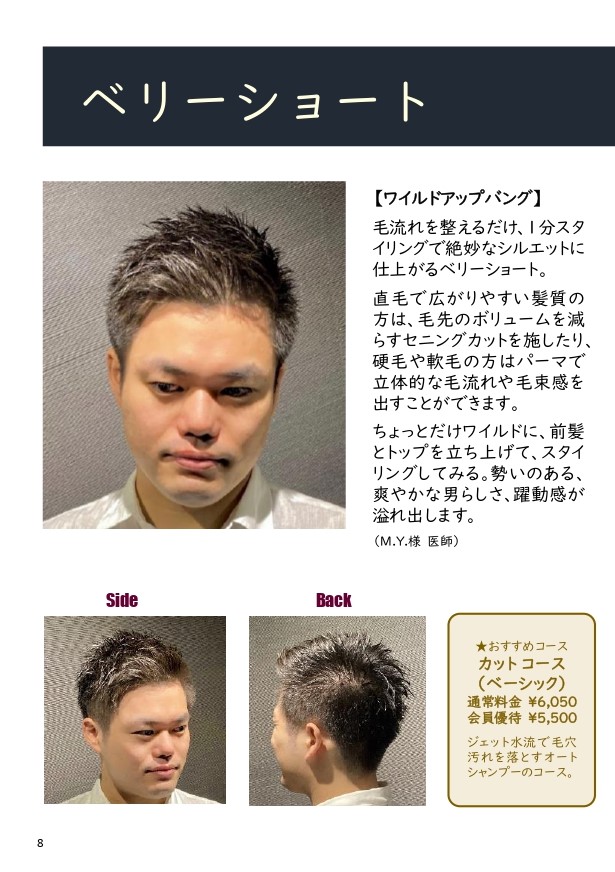 ベリーショート
【ワイルドアップバング】
毛流れを整えるだけ、1分スタ
イリングで絶妙なシルエットに
仕上がるベリーショート。
直毛で広がりやすい髪質の
方は、毛先のボリュームを減
らすセニングカットを施したり、
硬毛や軟毛の方はパーマで
立体的な毛流れや毛束感を
出すことができます。
ちょっとだけワイルドに、前髪
とトップを立ち上げて、スタイ
リングしてみる。勢いのある、
爽やかな男らしさ、躍動感が
溢れ出します。
（M.Y.様 医師）
Side
Back
★おすすめコース
カットコース
（ベーシック）
通常料金 ¥6,050
会員優待 ¥5,500
ジェット水流で毛穴
汚れを落とすオート
シャンプーのコース。
8